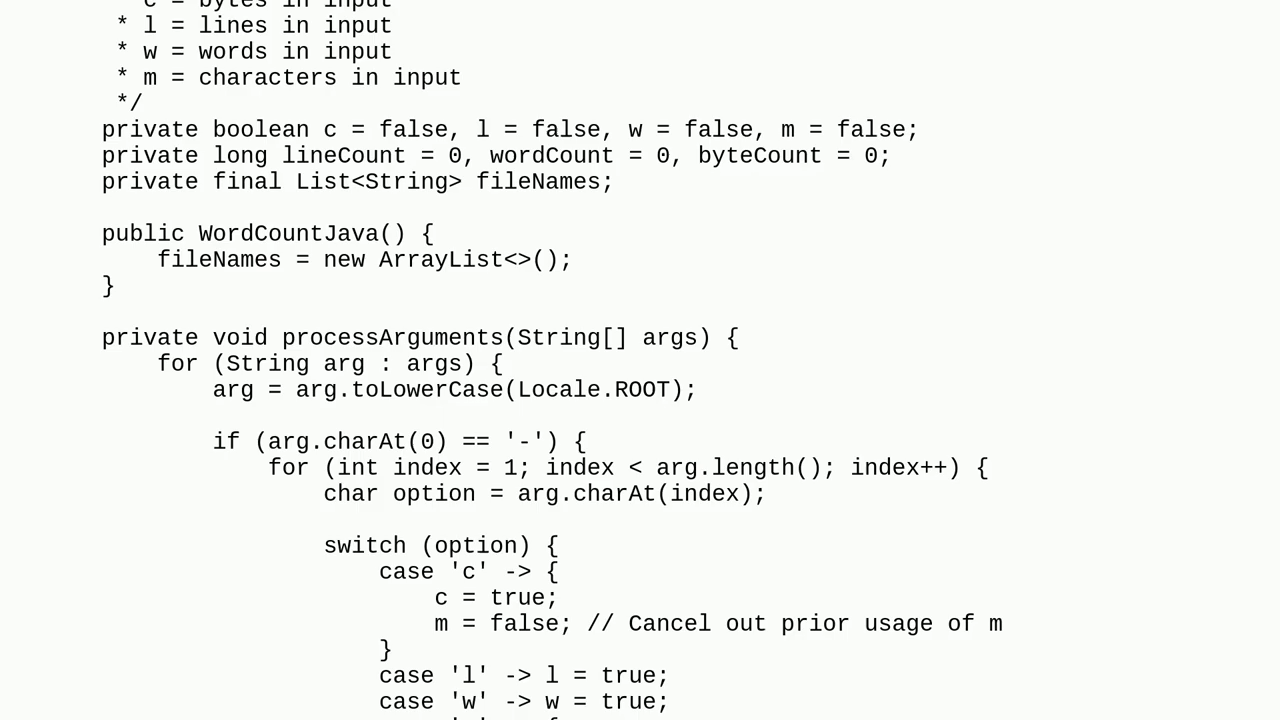 c = bytes in input
* l = lines in input
* w = words in input
* m = characters in input
*/
private boolean c = false, l = false, w = false, m = false;
private long lineCount = 0, wordCount = 0, byteCount = 0;
private final List<String> fileNames;
public WordCountJava() {
fileNames = new ArrayList<>();
}
private void processArguments(String[] args) {
for (String arg : args) {
arg = arg.toLowerCase(Locale.ROOT);
if (arg.charAt(0) == '-') {
for (int index = 1; index < arg.length(); index++) {
char option = arg.charAt(index);
switch (option) {
case 'c' -> {
c = true;
m = false; // Cancel out prior usage of m
}
case 'l' -> l = true;
case 'w' -> w = true;